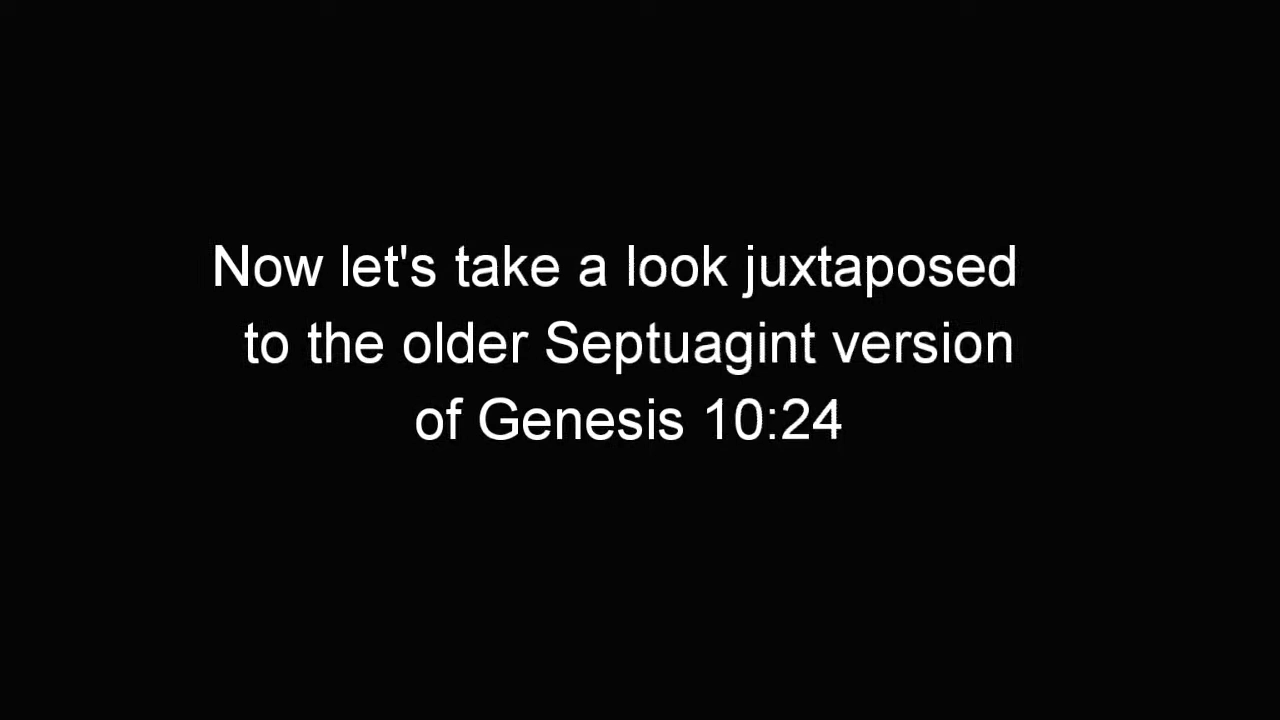 Now let's take a look juxtaposed
to the older Septuagint version
of Genesis 10:24